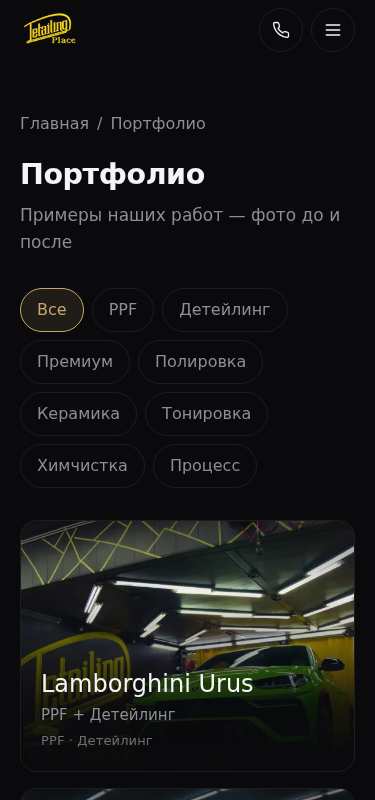 Detailing
Place
Главная / Портфолио
Портфолио
Примеры наших работ — фото до и
после
Все
PPF
Детейлинг
Премиум
Полировка
Керамика
Тонировка
Химчистка
Процесс
Detailing
Lamborghini Urus
PPF + Детейлинг
PPF · Детейлинг